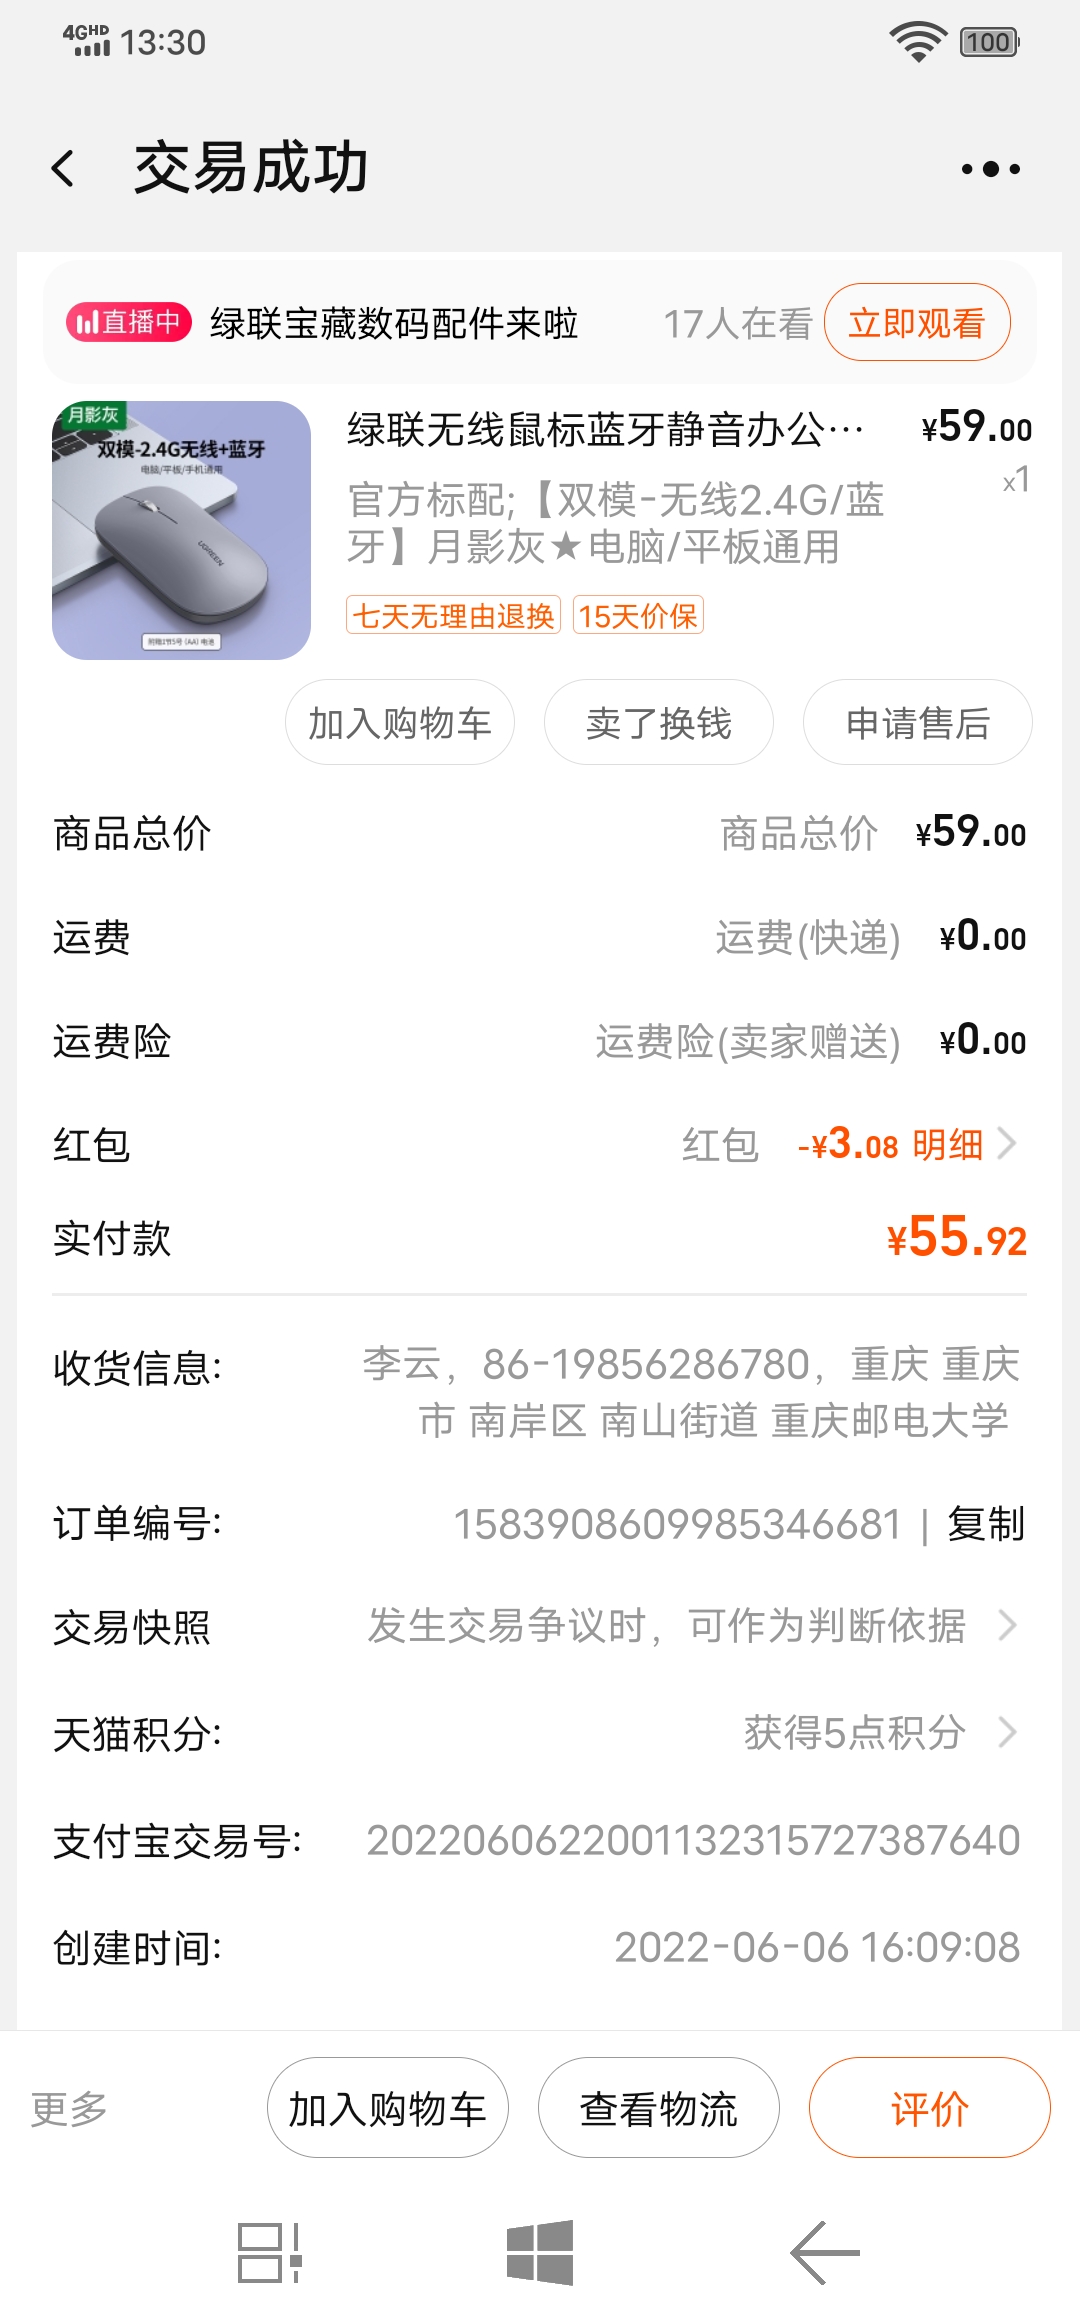 4GHD 13:30 100
交易成功
直播中 绿联宝藏数码配件来啦 17人在看 立即观看
月影灰
双模-2.4G无线+蓝牙
电脑/平板/手机通用
UGREEN
绿联无线鼠标蓝牙静音办公… ¥59.00
x1
官方标配;【双模-无线2.4G/蓝
牙】月影灰★电脑/平板通用
七天无理由退换 15天价保
加入购物车 卖了换钱 申请售后
商品总价 商品总价 ¥59.00
运费 运费(快递) ¥0.00
运费险 运费险(卖家赠送) ¥0.00
红包 红包 -¥3.08 明细
实付款 ¥55.92
收货信息: 李云，86-19856286780，重庆 重庆
市 南岸区 南山街道 重庆邮电大学
订单编号: 1583908609985346681 | 复制
交易快照 发生交易争议时，可作为判断依据
天猫积分: 获得5点积分
支付宝交易号: 2022060622001132315727387640
创建时间: 2022-06-06 16:09:08
更多 加入购物车 查看物流 评价